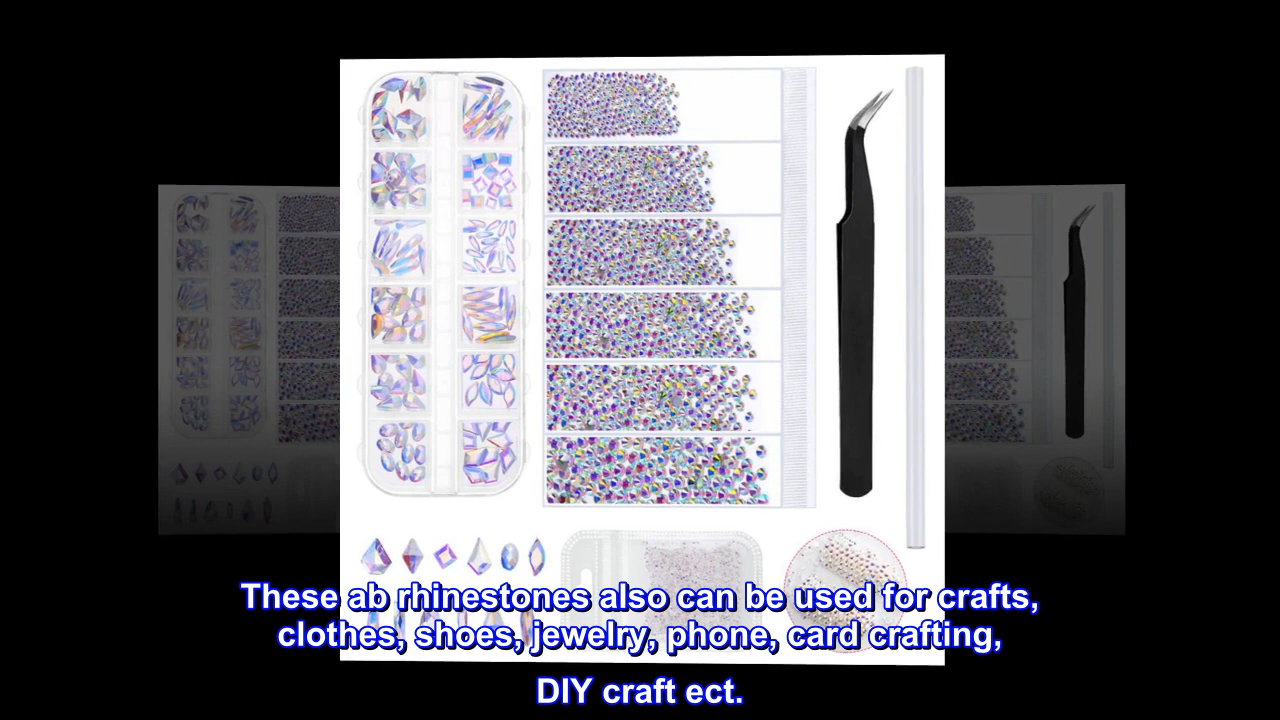 These ab rhinestones also can be used for crafts,
clothes, shoes, jewelry, phone, card crafting,
DIY craft ect.